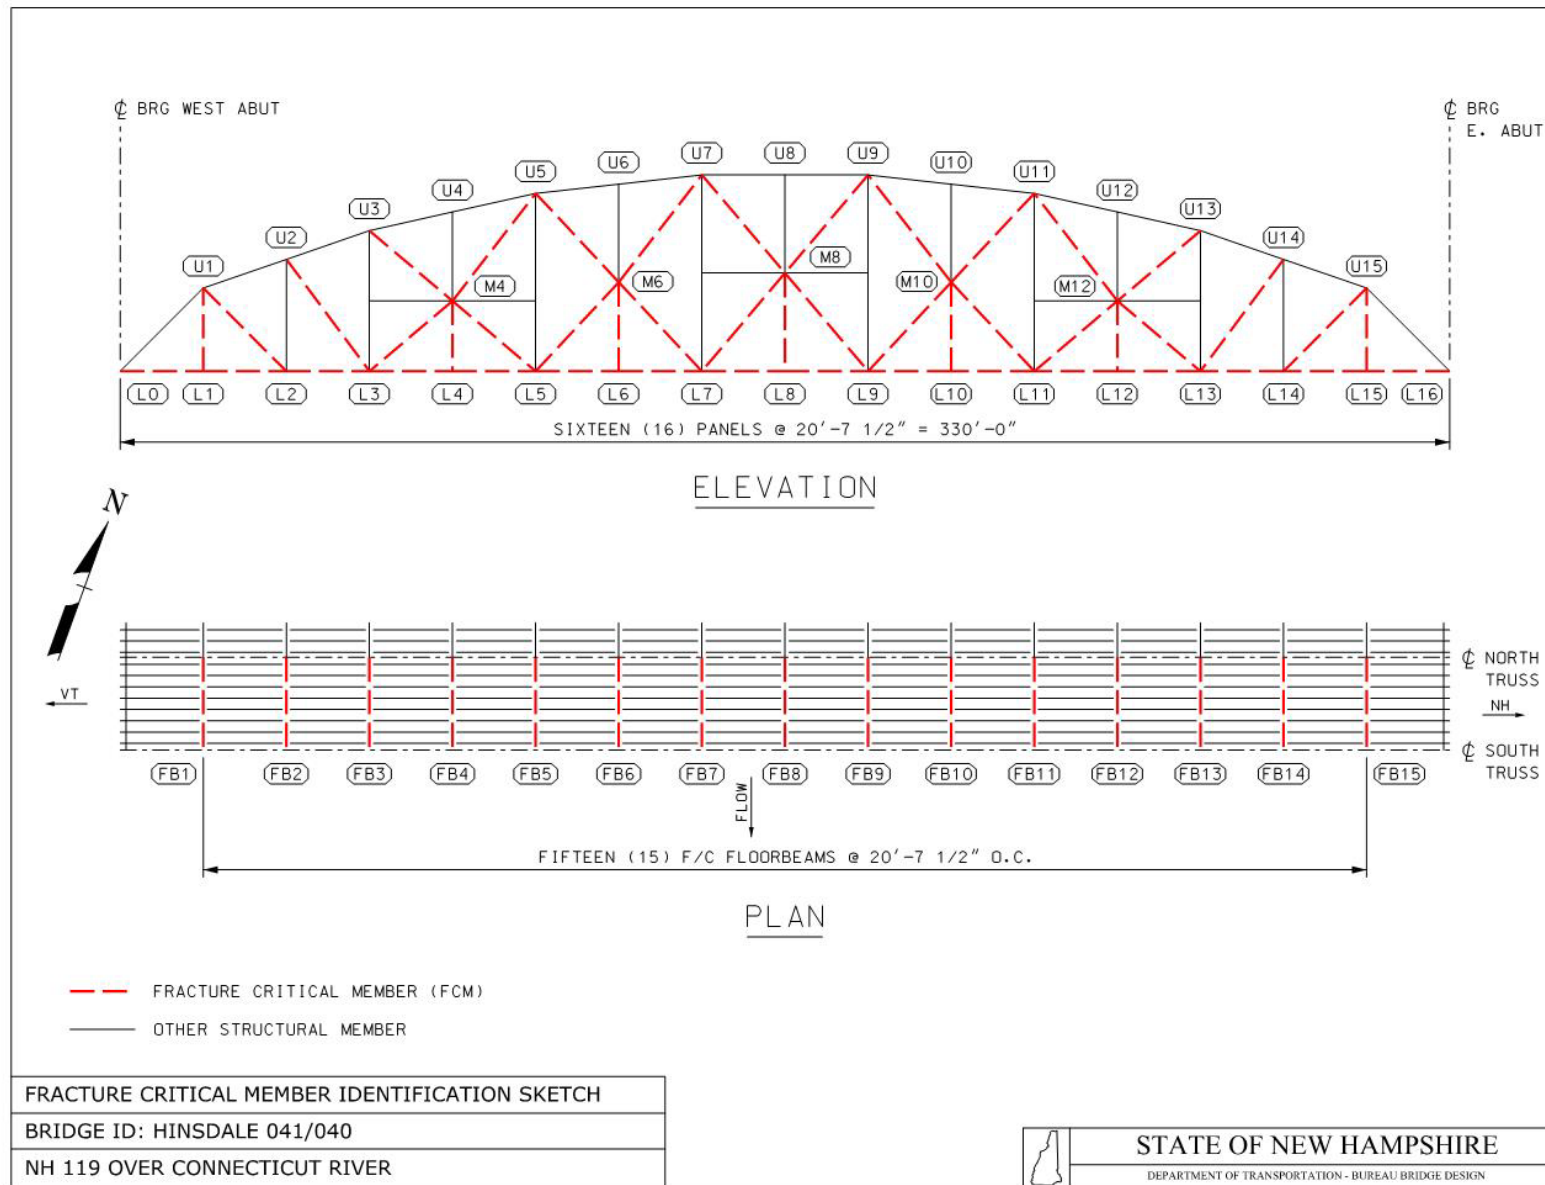 ℄ BRG WEST ABUT
℄ BRG
E. ABUT
U1
U2
U3
U4
U5
U6
U7
U8
U9
U10
U11
U12
U13
U14
U15
M4
M6
M8
M10
M12
L0
L1
L2
L3
L4
L5
L6
L7
L8
L9
L10
L11
L12
L13
L14
L15
L16
SIXTEEN (16) PANELS @ 20'-7 1/2" = 330'-0"
ELEVATION
N
VT
℄ NORTH
TRUSS
NH
℄ SOUTH
TRUSS
FB1
FB2
FB3
FB4
FB5
FB6
FB7
FB8
FB9
FB10
FB11
FB12
FB13
FB14
FB15
FLOW
FIFTEEN (15) F/C FLOORBEAMS @ 20'-7 1/2" O.C.
PLAN
FRACTURE CRITICAL MEMBER (FCM)
OTHER STRUCTURAL MEMBER
FRACTURE CRITICAL MEMBER IDENTIFICATION SKETCH
BRIDGE ID: HINSDALE 041/040
NH 119 OVER CONNECTICUT RIVER
STATE OF NEW HAMPSHIRE
DEPARTMENT OF TRANSPORTATION - BUREAU BRIDGE DESIGN